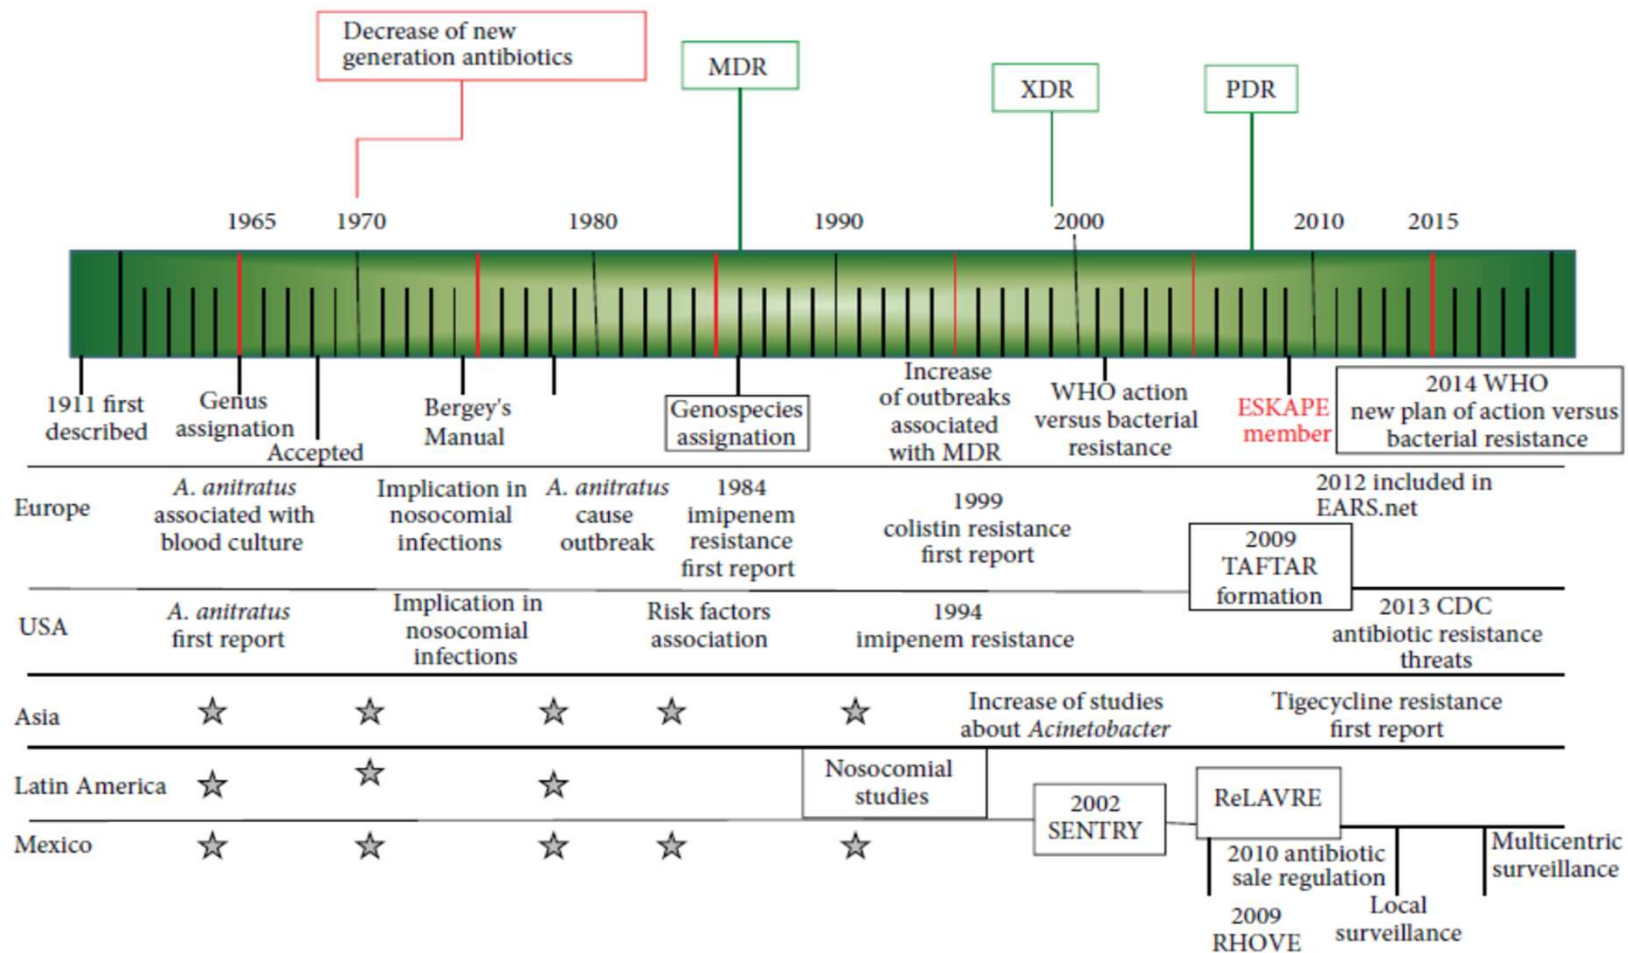 Decrease of new
generation antibiotics
MDR
XDR
PDR
1965
1970
1980
1990
2000
2010
2015
1911 first
described
Genus
assignation
Accepted
Bergey's
Manual
Genospecies
assignation
Increase
of outbreaks
associated
with MDR
WHO action
versus bacterial
resistance
ESKAPE
member
2014 WHO
new plan of action versus
bacterial resistance
Europe
A. anitratus
associated with
blood culture
Implication in
nosocomial
infections
A. anitratus
cause
outbreak
1984
imipenem
resistance
first report
1999
colistin resistance
first report
2009
TAFTAR
formation
2012 included in
EARS.net
USA
A. anitratus
first report
Implication in
nosocomial
infections
Risk factors
association
1994
imipenem resistance
2013 CDC
antibiotic resistance
threats
Asia
Increase of studies
about Acinetobacter
Tigecycline resistance
first report
Latin America
Nosocomial
studies
2002
SENTRY
ReLAVRE
Mexico
2010 antibiotic
sale regulation
2009
RHOVE
Local
surveillance
Multicentric
surveillance